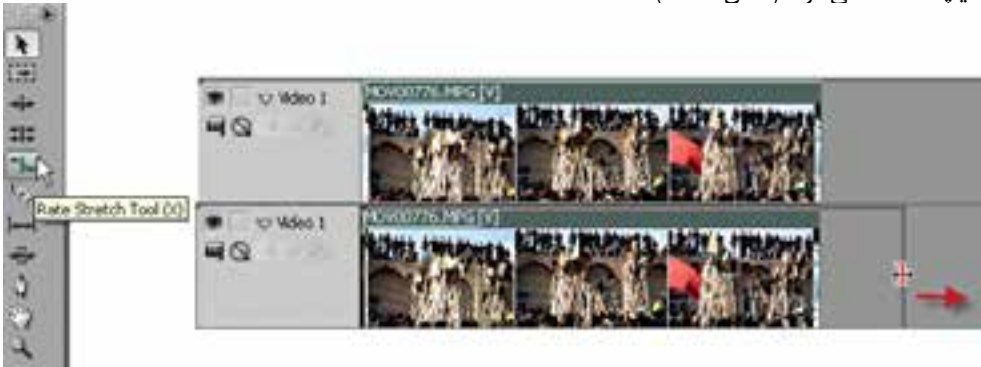 Video 1
MOV00776.MPG [V]
Rate Stretch Tool (X)
Video 1
MOV00776.MPG [V]